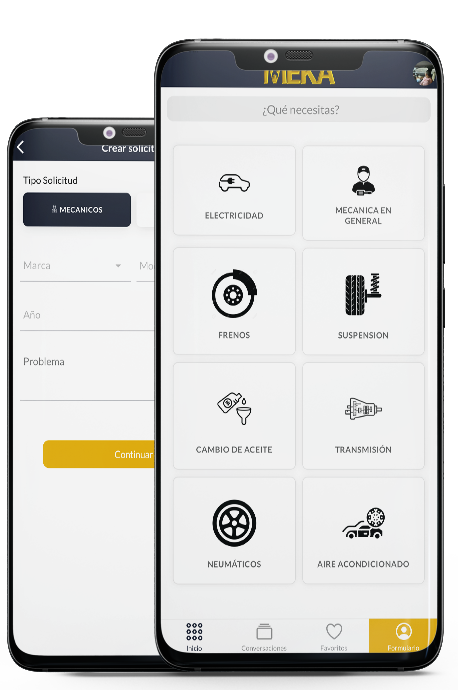 Crear solicit
Tipo Solicitud
MECANICOS
Marca
Mo
Año
Problema
Continuar
MEKA
¿Qué necesitas?
ELECTRICIDAD
MECANICA EN
GENERAL
FRENOS
SUSPENSION
CAMBIO DE ACEITE
TRANSMISIÓN
NEUMÁTICOS
AIRE ACONDICIONADO
Inicio
Conversaciones
Favoritos
Formulario